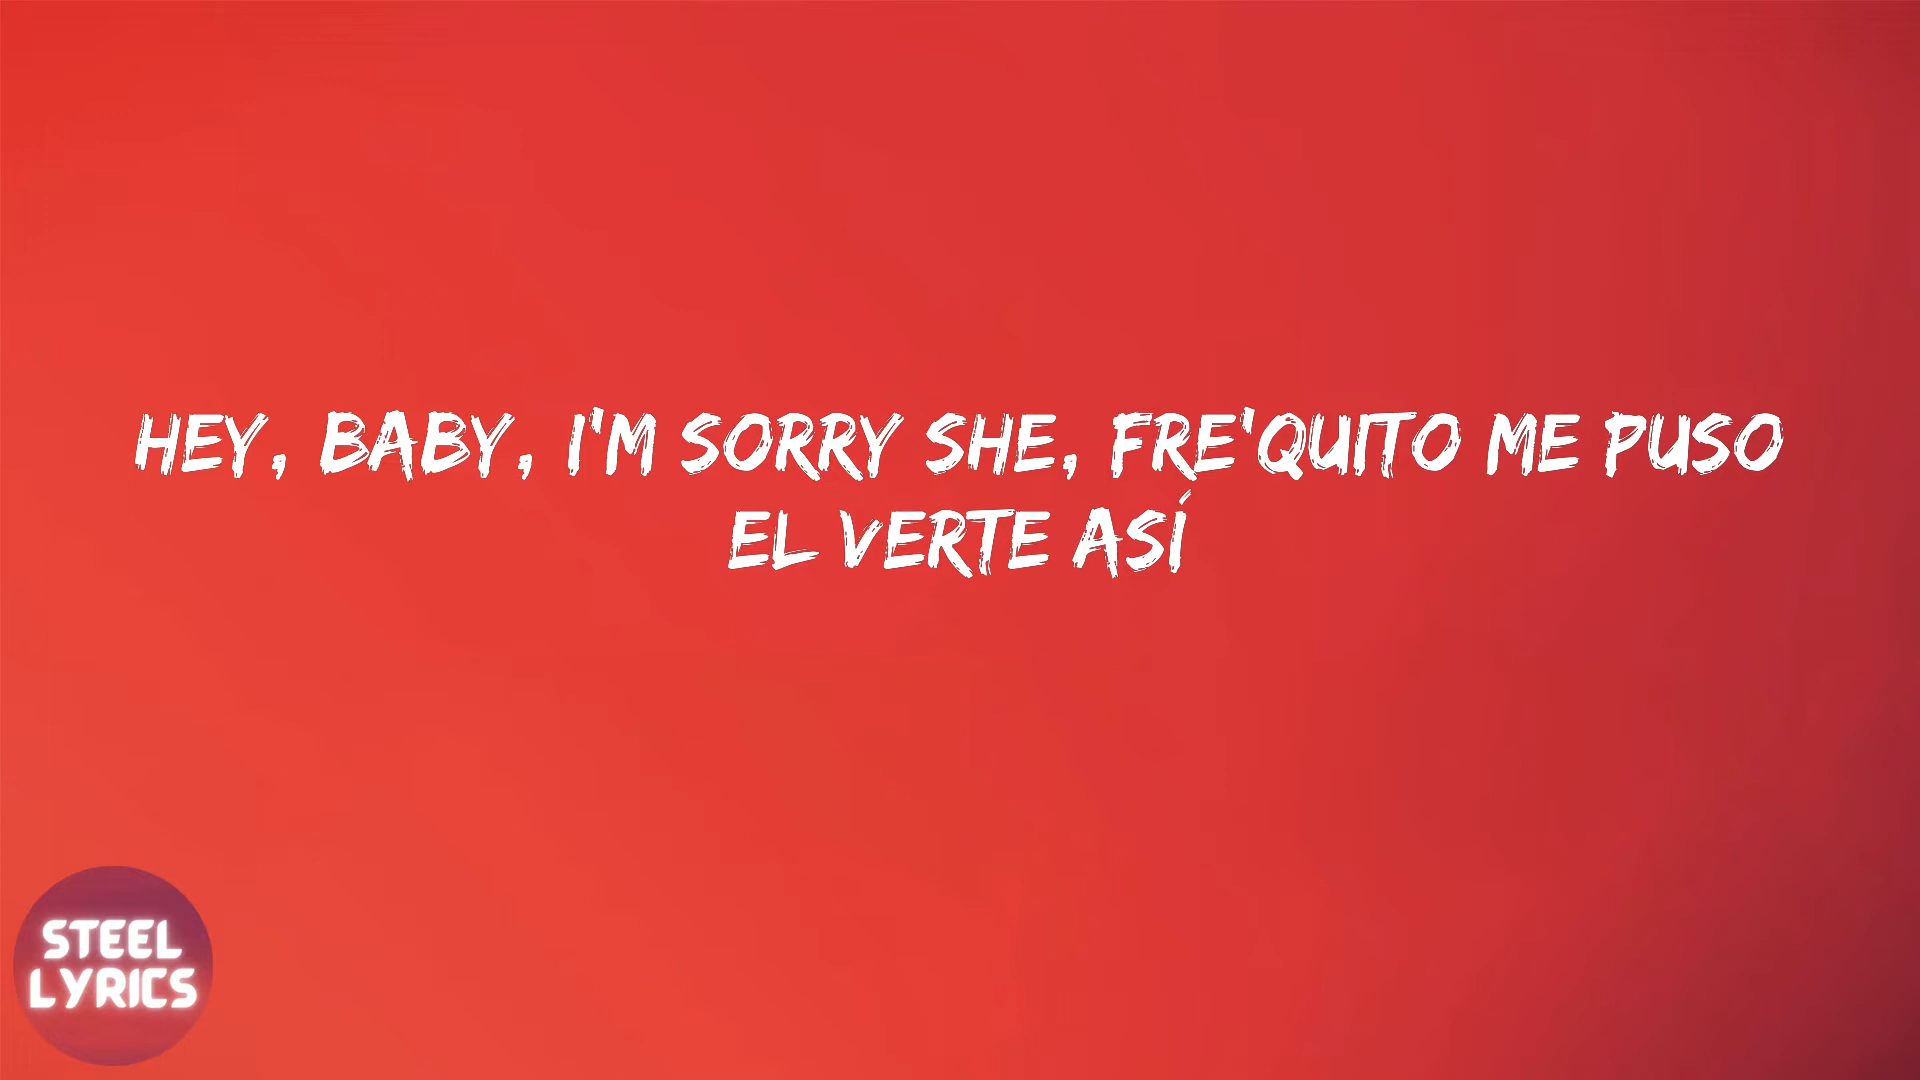 HEY, BABY, I'M SORRY SHE, FRE'QUITO ME PUSO
EL VERTE ASÍ
STEEL
LYRICS